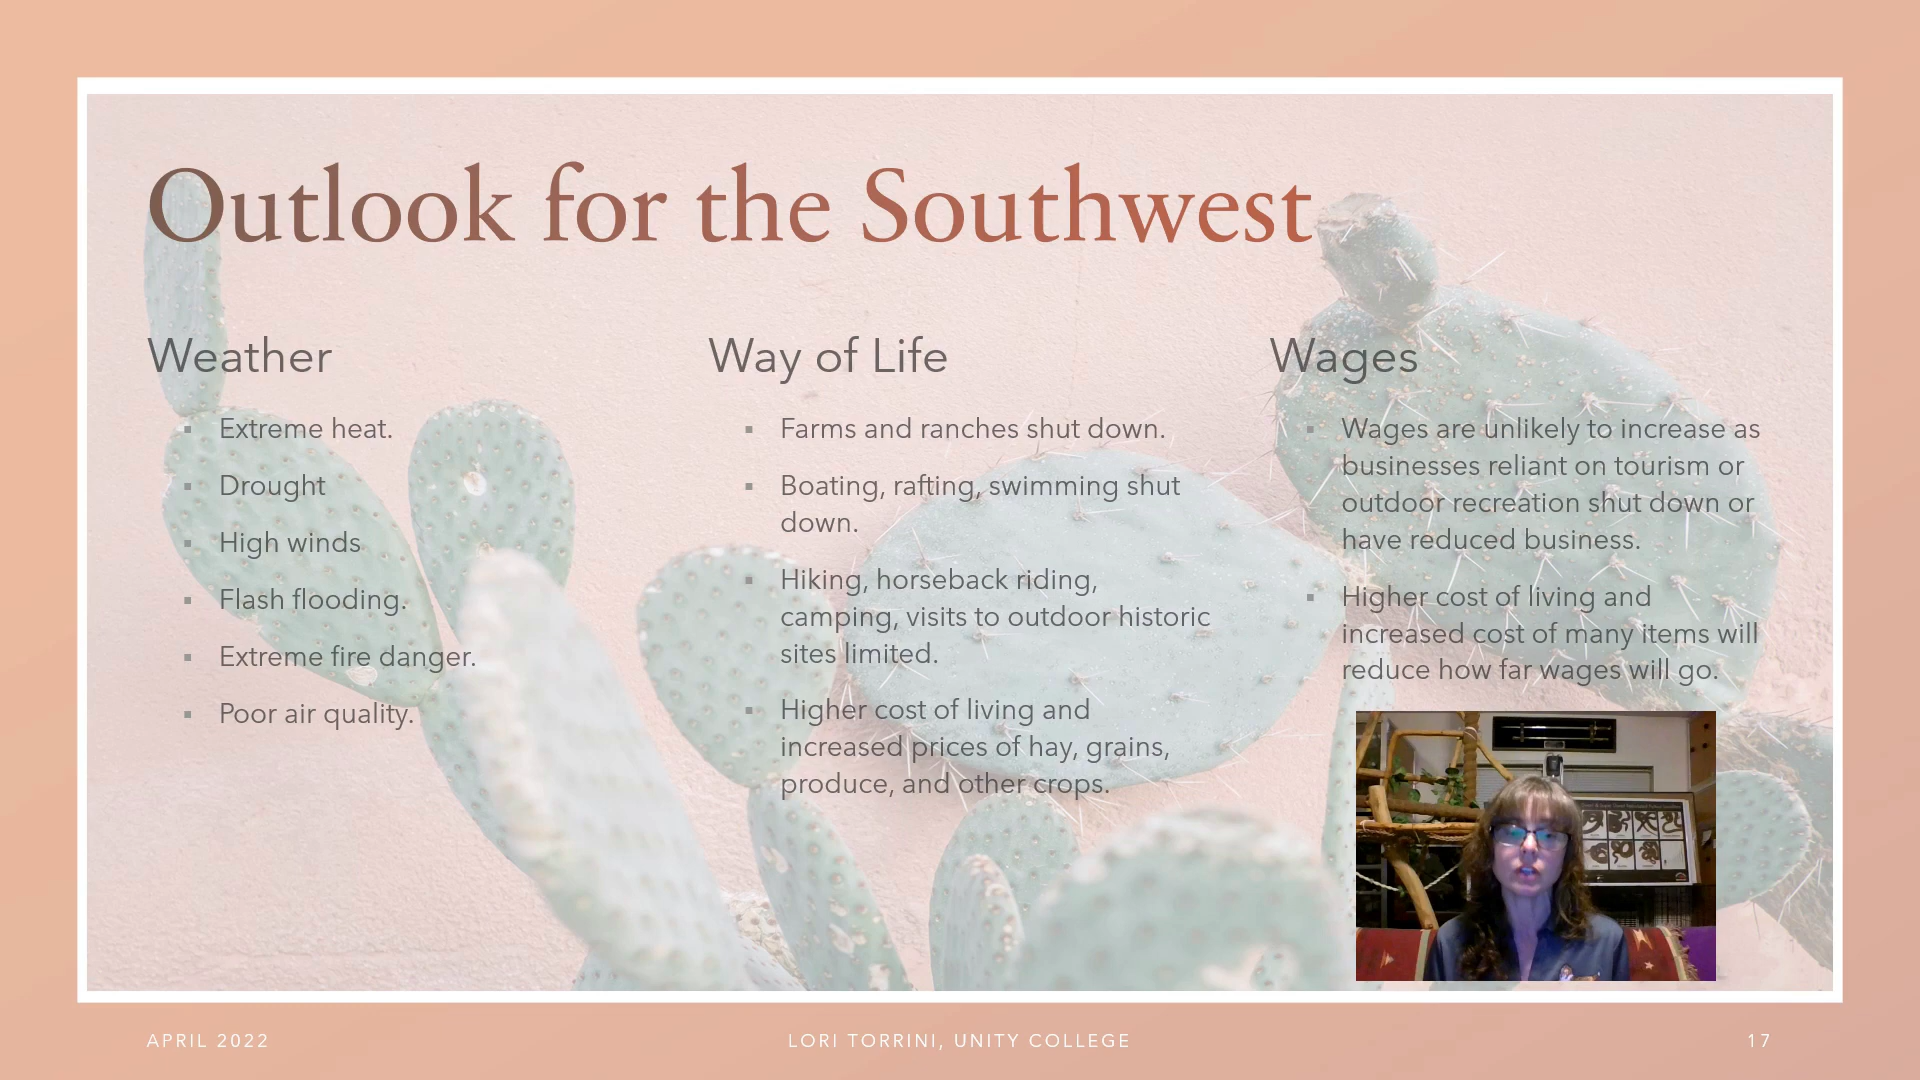 Outlook for the Southwest
Weather
Extreme heat.
Drought
High winds
Flash flooding.
Extreme fire danger.
Poor air quality.
Way of Life
Farms and ranches shut down.
Boating, rafting, swimming shut
down.
Hiking, horseback riding,
camping, visits to outdoor historic
sites limited.
Higher cost of living and
increased prices of hay, grains,
produce, and other crops.
Wages
Wages are unlikely to increase as
businesses reliant on tourism or
outdoor recreation shut down or
have reduced business.
Higher cost of living and
increased cost of many items will
reduce how far wages will go.
APRIL 2022
LORI TORRINI, UNITY COLLEGE
17